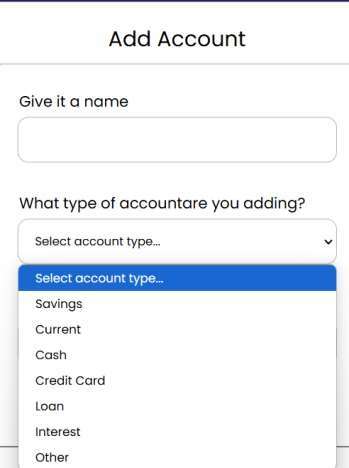 Add Account
Give it a name
What type of accountare you adding?
Select account type...
Select account type...
Savings
Current
Cash
Credit Card
Loan
Interest
Other